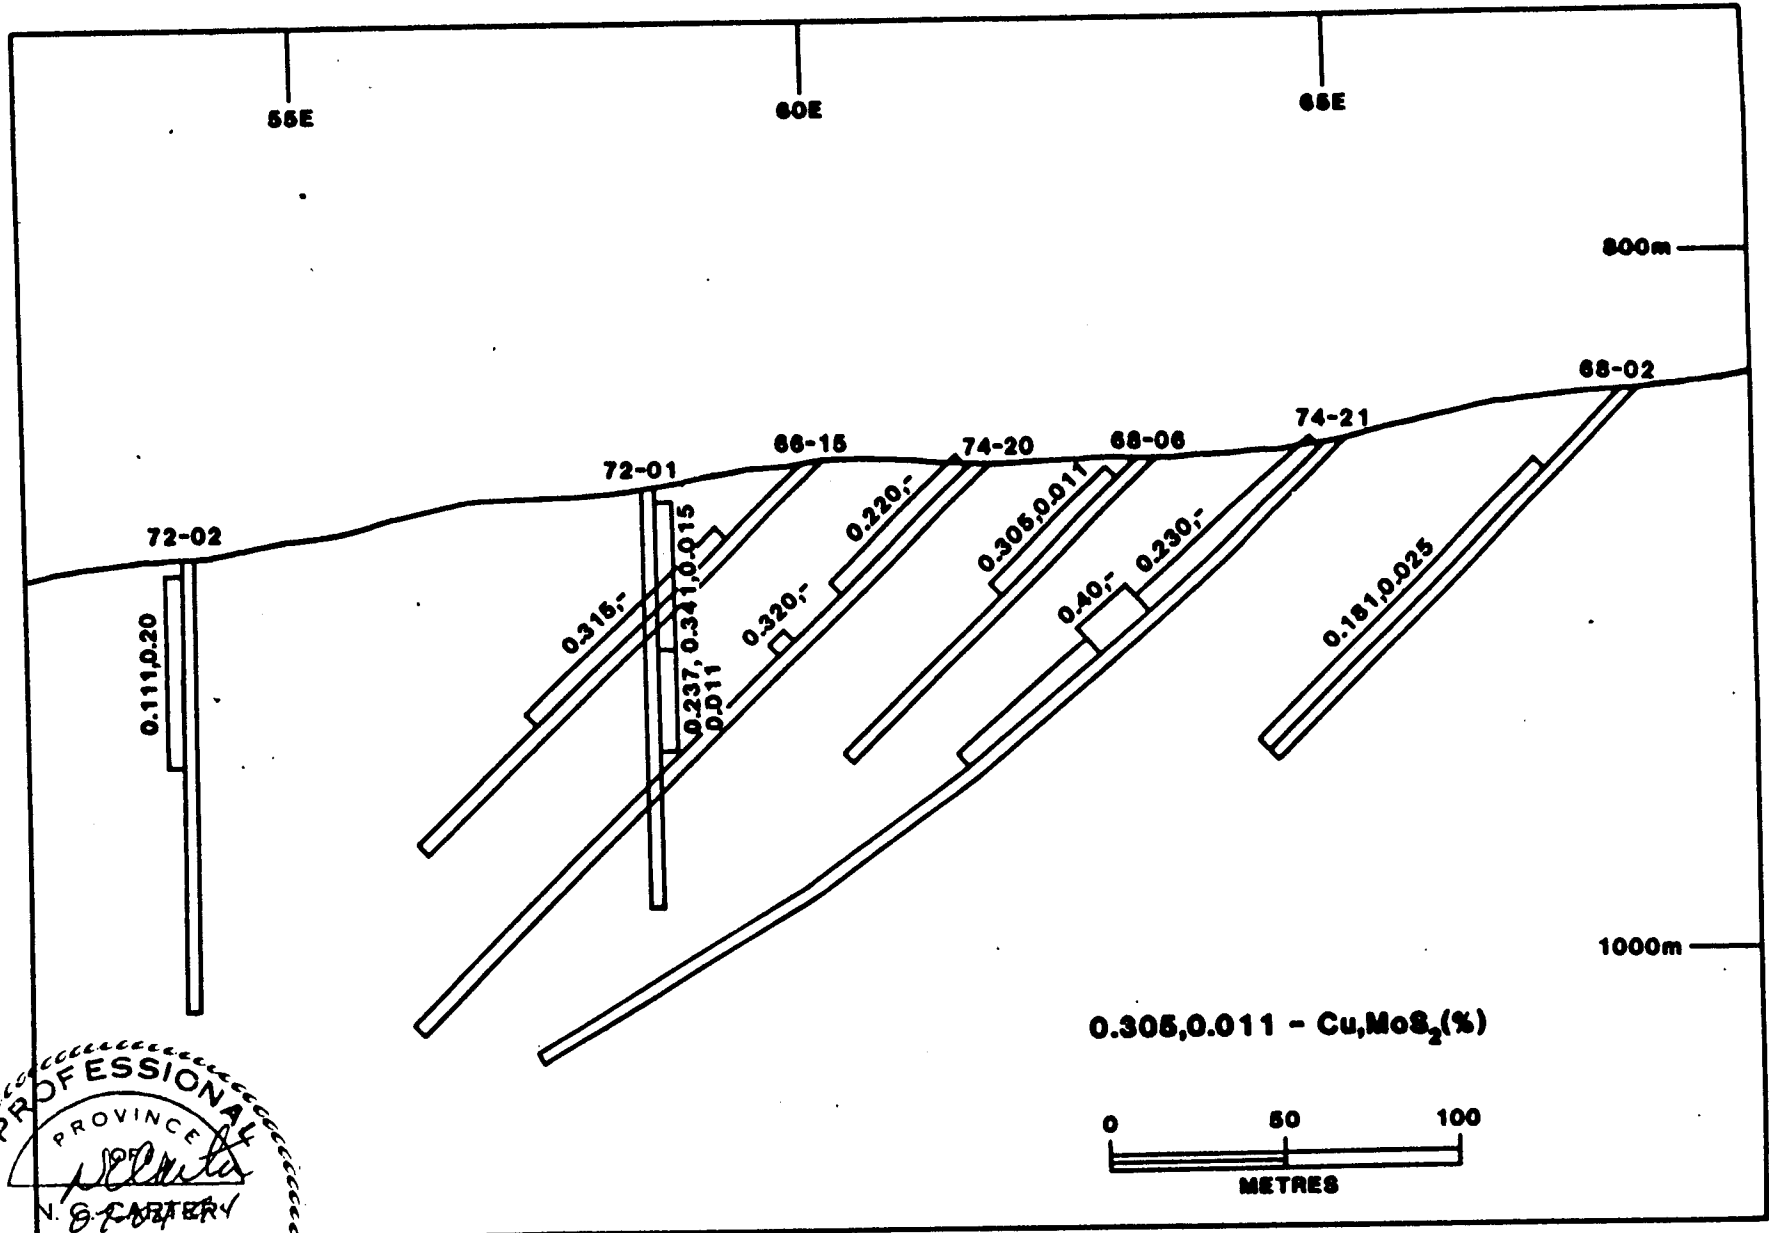 55E
60E
65E
800m
68-02
74-21
68-06
74-20
66-15
72-01
72-02
0.111,0.20
0.315,-
0.341,0.015
0.237,
0.011
0.320,-
0.220,-
0.305,0.011
0.40,-
0.230,-
0.181,0.025
1000m
0.305,0.011 - Cu,MoS₂(%)
0 50 100
METRES
PROFESSIONAL
PROVINCE
OF
N. C. CARTER